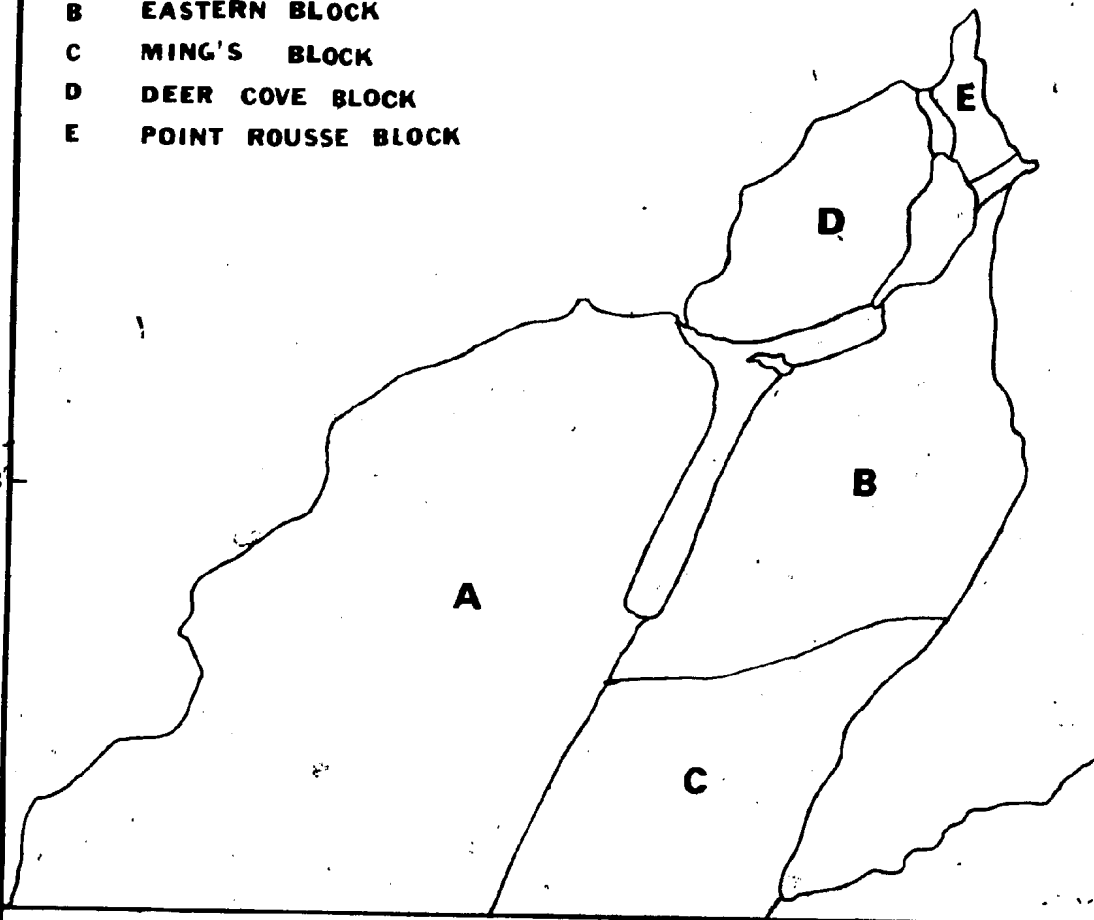 B EASTERN BLOCK
C MING'S BLOCK
D DEER COVE BLOCK
E POINT ROUSSE BLOCK
E
D
B
A
C